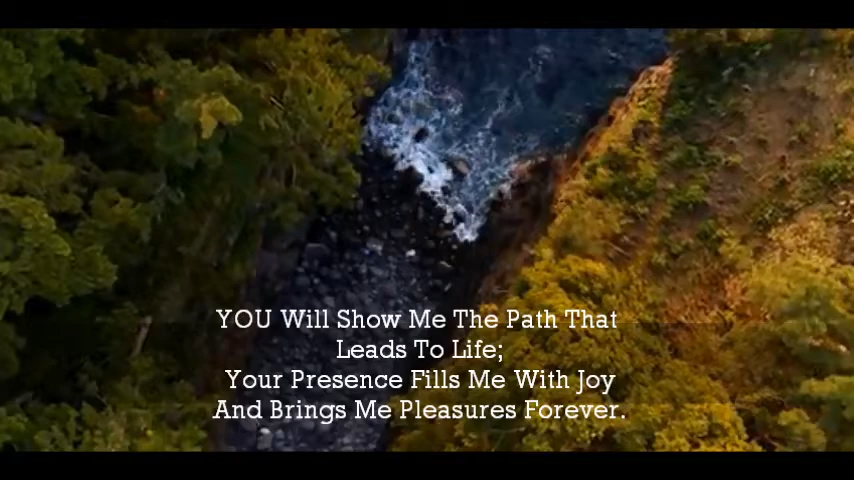 YOU Will Show Me The Path That
Leads To Life;
Your Presence Fills Me With Joy
And Brings Me Pleasures Forever.